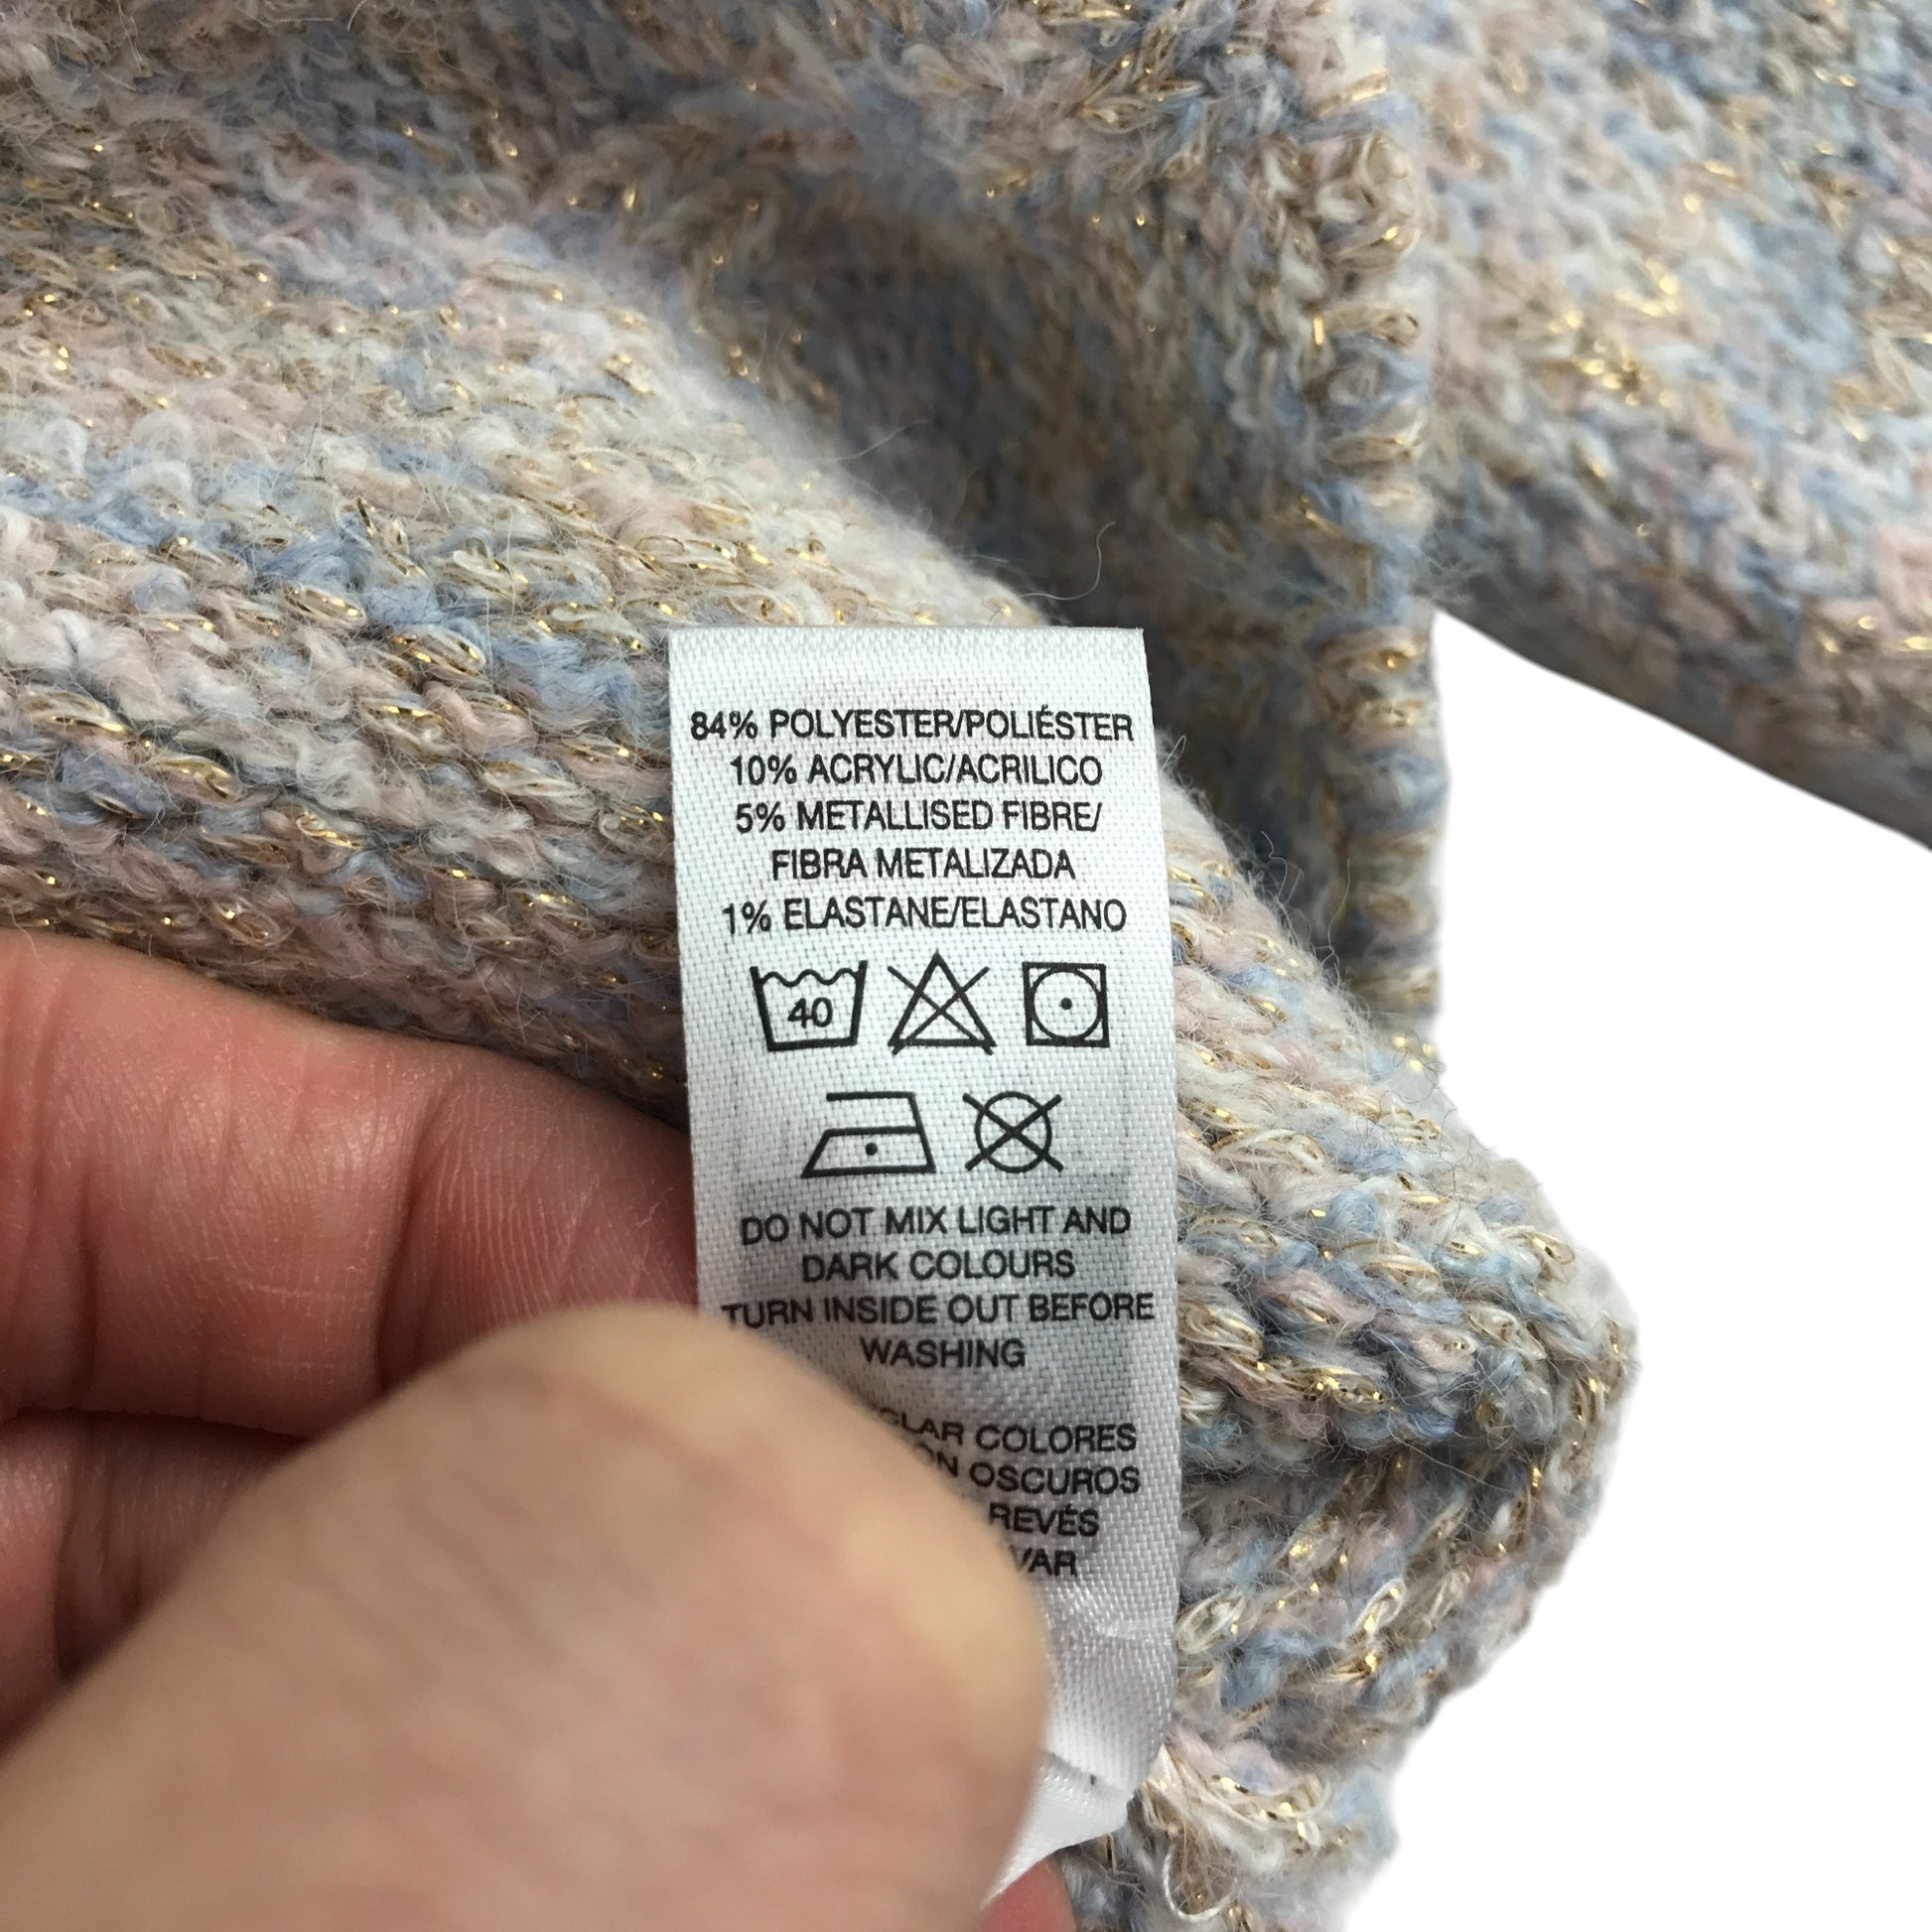 84% POLYESTER/POLIÉSTER
10% ACRYLIC/ACRILICO
5% METALLISED FIBRE/
FIBRA METALIZADA
1% ELASTANE/ELASTANO
40
DO NOT MIX LIGHT AND
DARK COLOURS
TURN INSIDE OUT BEFORE
WASHING
COLORES
OSCUROS
REVÉS